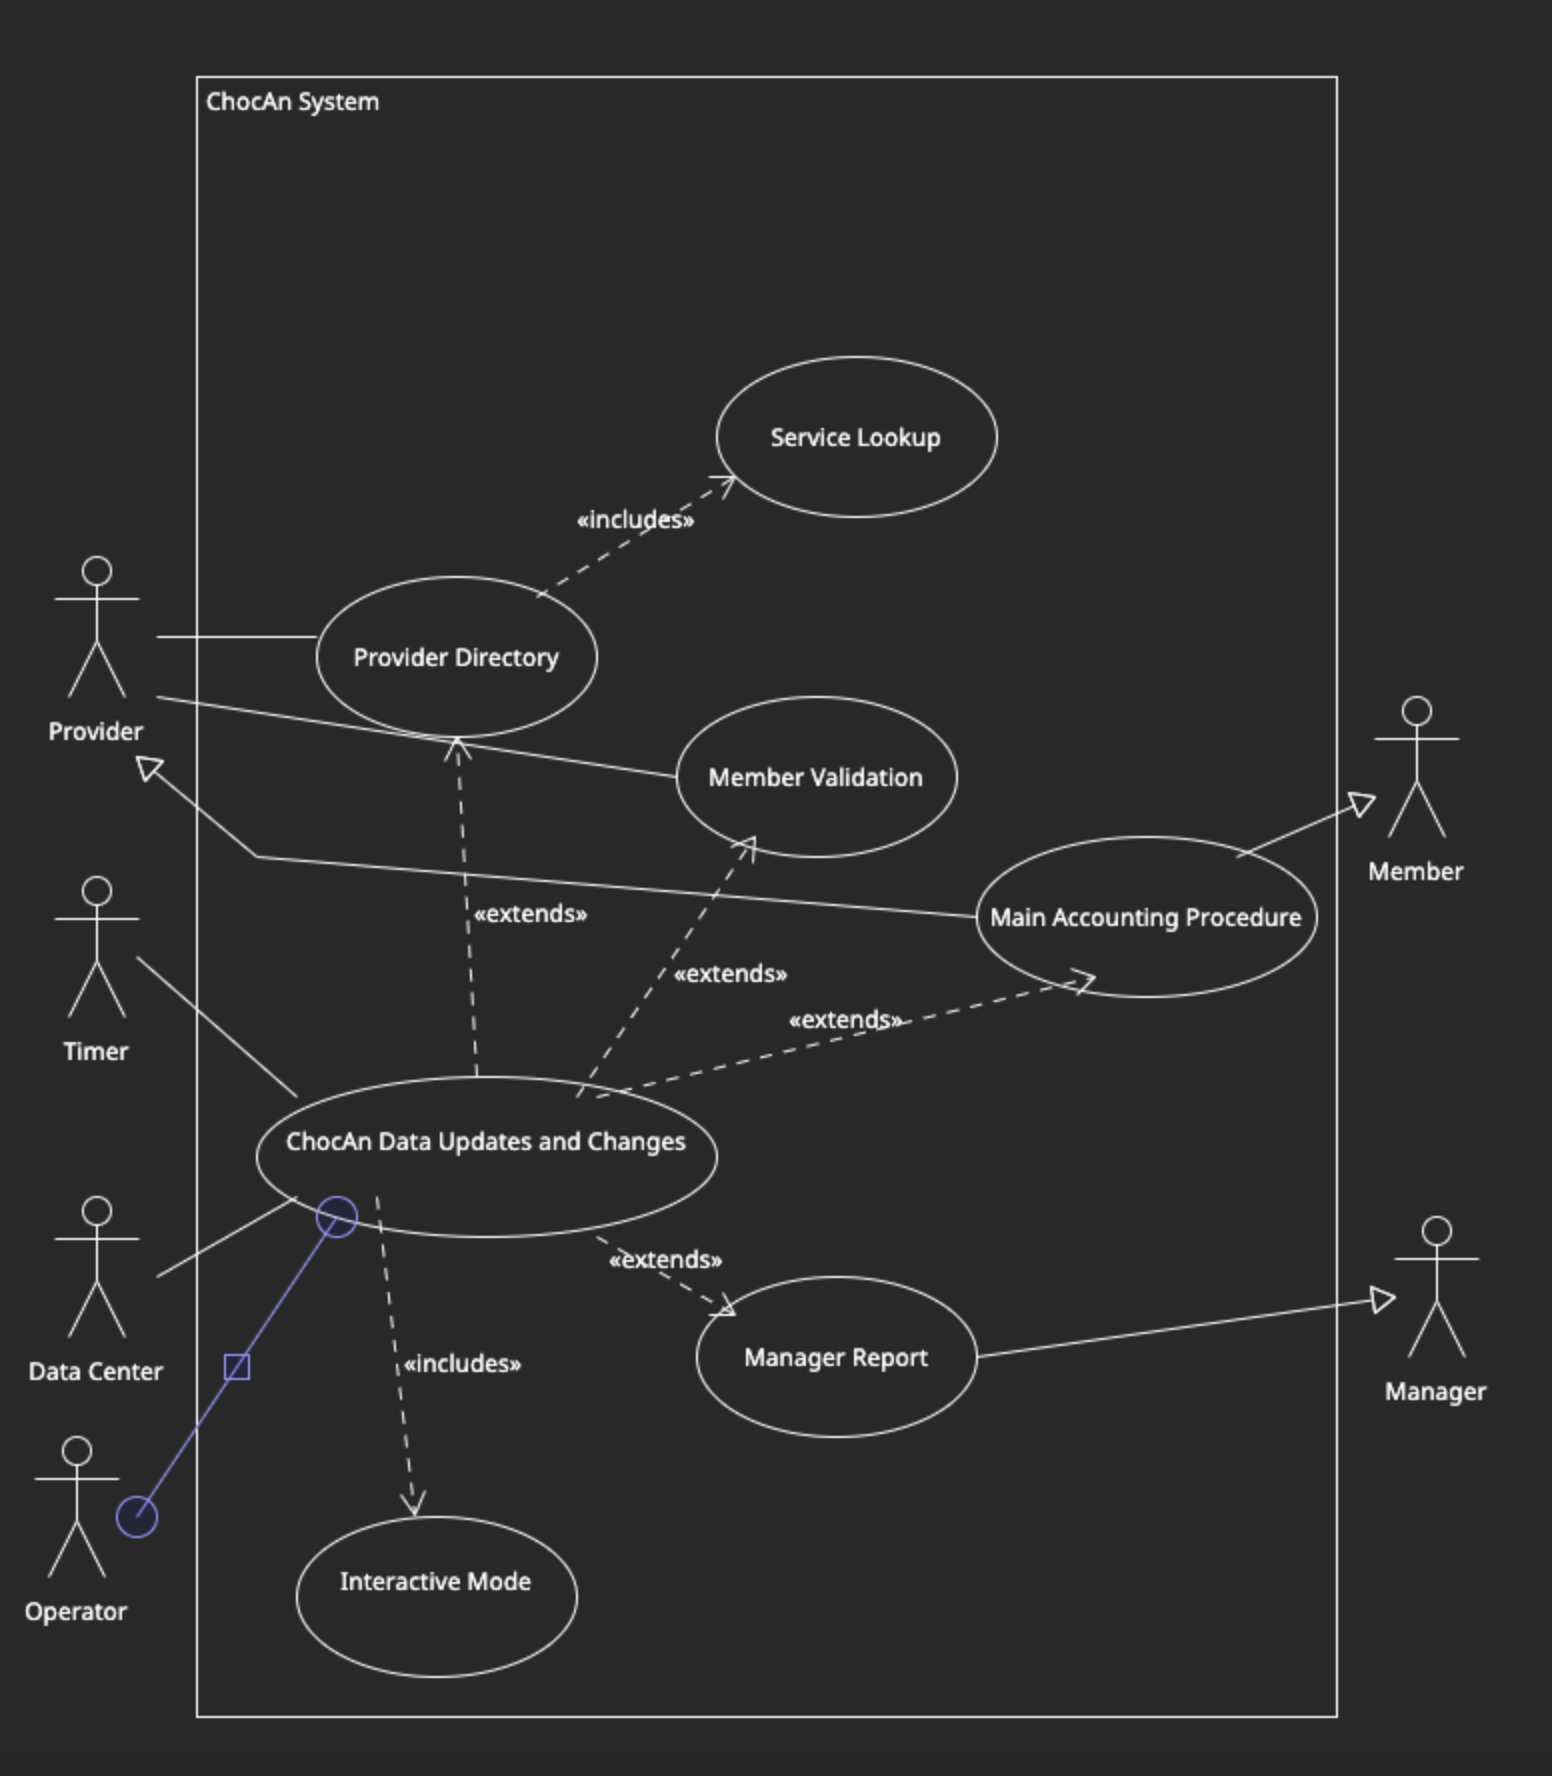 ChocAn System
Service Lookup
«includes»
Provider Directory
Provider
Member Validation
Member
«extends»
Main Accounting Procedure
«extends»
«extends»
Timer
ChocAn Data Updates and Changes
«extends»
Data Center
«includes»
Manager Report
Manager
Interactive Mode
Operator